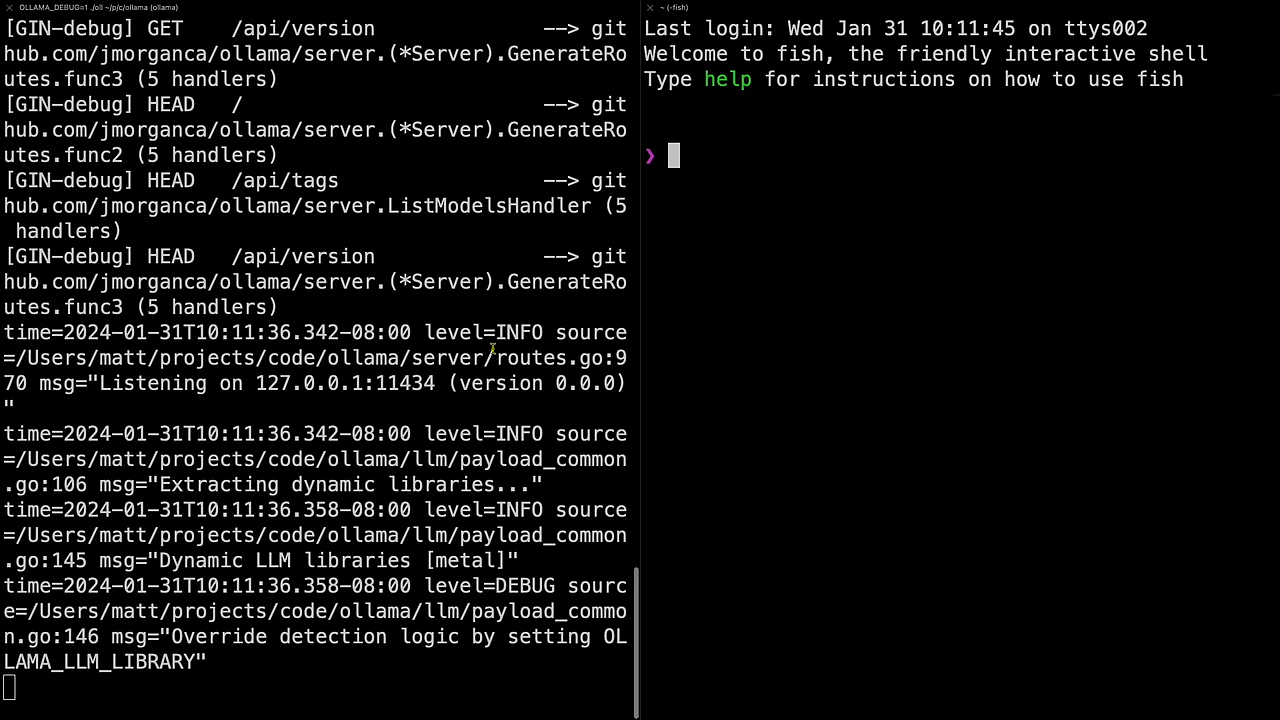 OLLAMA_DEBUG=1 ./oll ~/p/c/ollama (ollama)
[GIN-debug] GET    /api/version              --> git
hub.com/jmorganca/ollama/server.(*Server).GenerateRo
utes.func3 (5 handlers)
[GIN-debug] HEAD   /                         --> git
hub.com/jmorganca/ollama/server.(*Server).GenerateRo
utes.func2 (5 handlers)
[GIN-debug] HEAD   /api/tags                 --> git
hub.com/jmorganca/ollama/server.ListModelsHandler (5
 handlers)
[GIN-debug] HEAD   /api/version              --> git
hub.com/jmorganca/ollama/server.(*Server).GenerateRo
utes.func3 (5 handlers)
time=2024-01-31T10:11:36.342-08:00 level=INFO source
=/Users/matt/projects/code/ollama/server/routes.go:9
70 msg="Listening on 127.0.0.1:11434 (version 0.0.0)
"
time=2024-01-31T10:11:36.342-08:00 level=INFO source
=/Users/matt/projects/code/ollama/llm/payload_common
.go:106 msg="Extracting dynamic libraries..."
time=2024-01-31T10:11:36.358-08:00 level=INFO source
=/Users/matt/projects/code/ollama/llm/payload_common
.go:145 msg="Dynamic LLM libraries [metal]"
time=2024-01-31T10:11:36.358-08:00 level=DEBUG sourc
e=/Users/matt/projects/code/ollama/llm/payload_commo
n.go:146 msg="Override detection logic by setting OL
LAMA_LLM_LIBRARY"
~ (-fish)
Last login: Wed Jan 31 10:11:45 on ttys002
Welcome to fish, the friendly interactive shell
Type help for instructions on how to use fish
❯